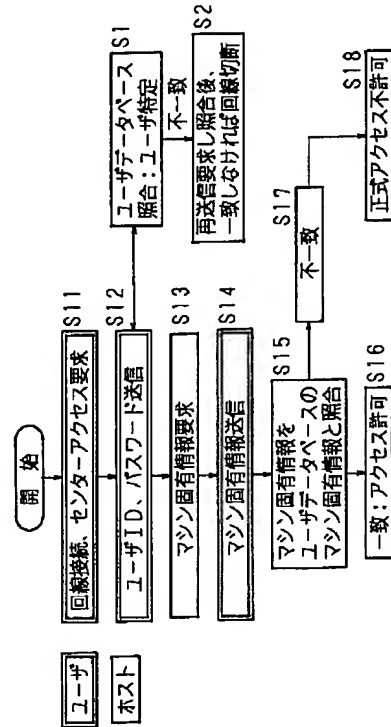 ユーザ
ホスト
開始
回線接続、センターアクセス要求
S11
ユーザID、パスワード送信
S12
ユーザデータベース
照合:ユーザ特定
S1
不一致
再送信要求し照合後、
一致しなければ回線切断
S2
マシン固有情報要求
S13
マシン固有情報送信
S14
マシン固有情報を
ユーザデータベースの
マシン固有情報と照合
S15
一致:アクセス許可
S16
不一致
S17
正式アクセス不許可
S18